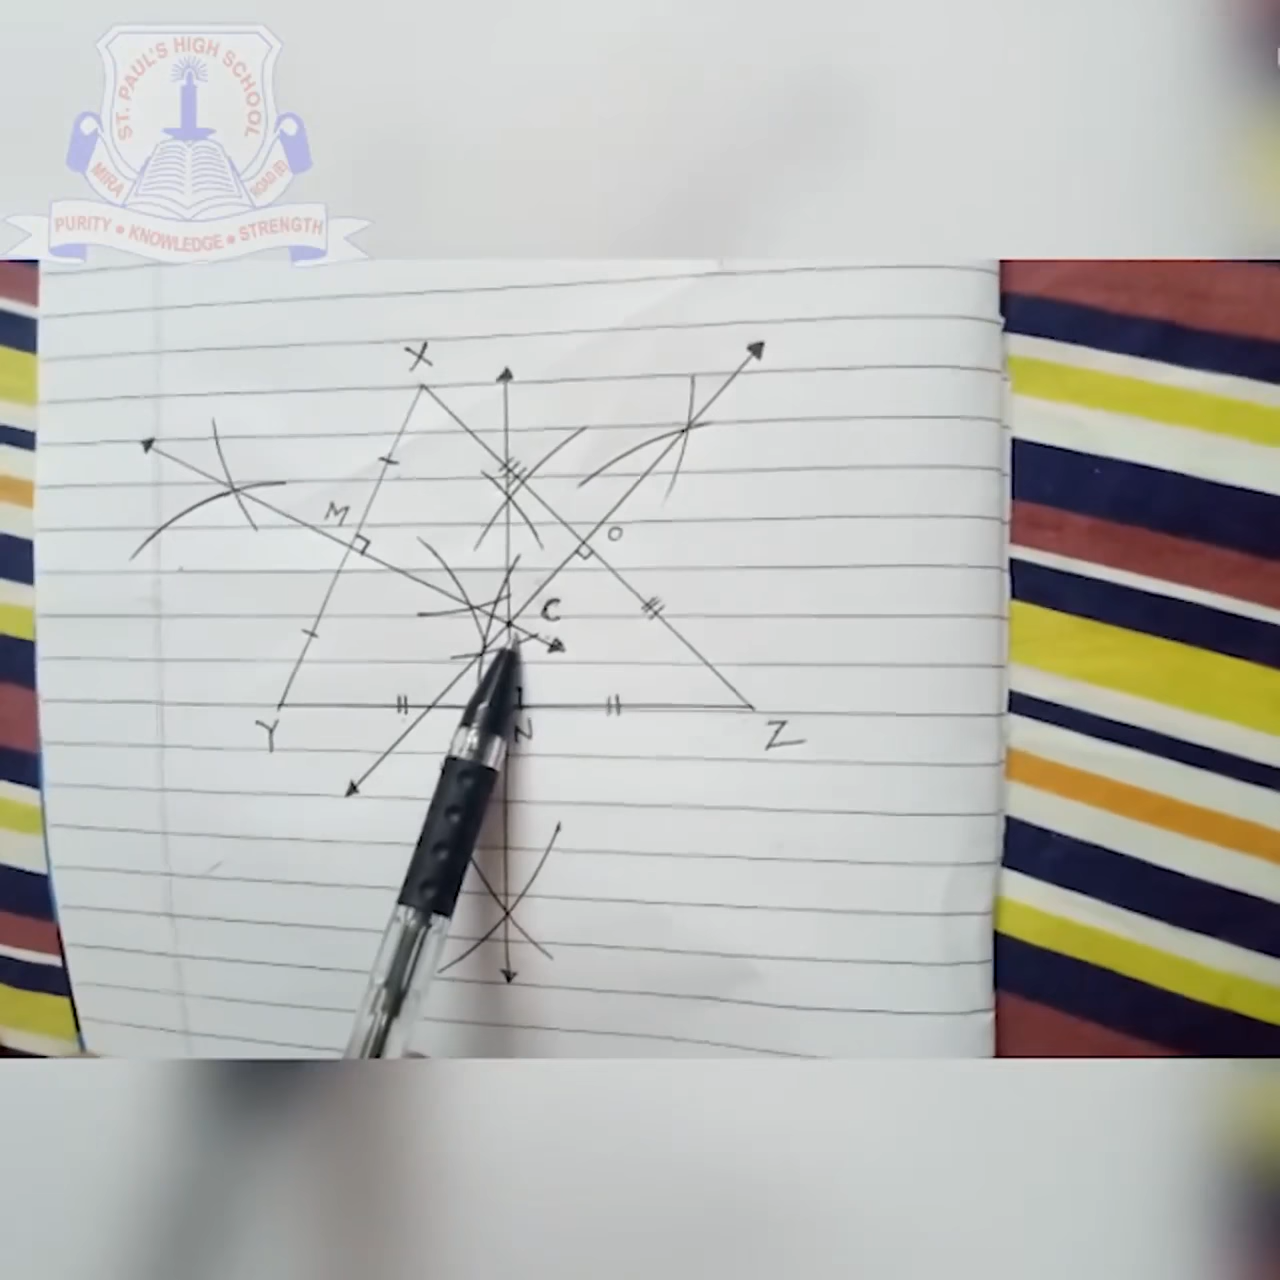 ST. PAUL'S HIGH SCHOOL
MIRA ROAD (E)
PURITY • KNOWLEDGE • STRENGTH
X
M
O
C
Y
N
Z